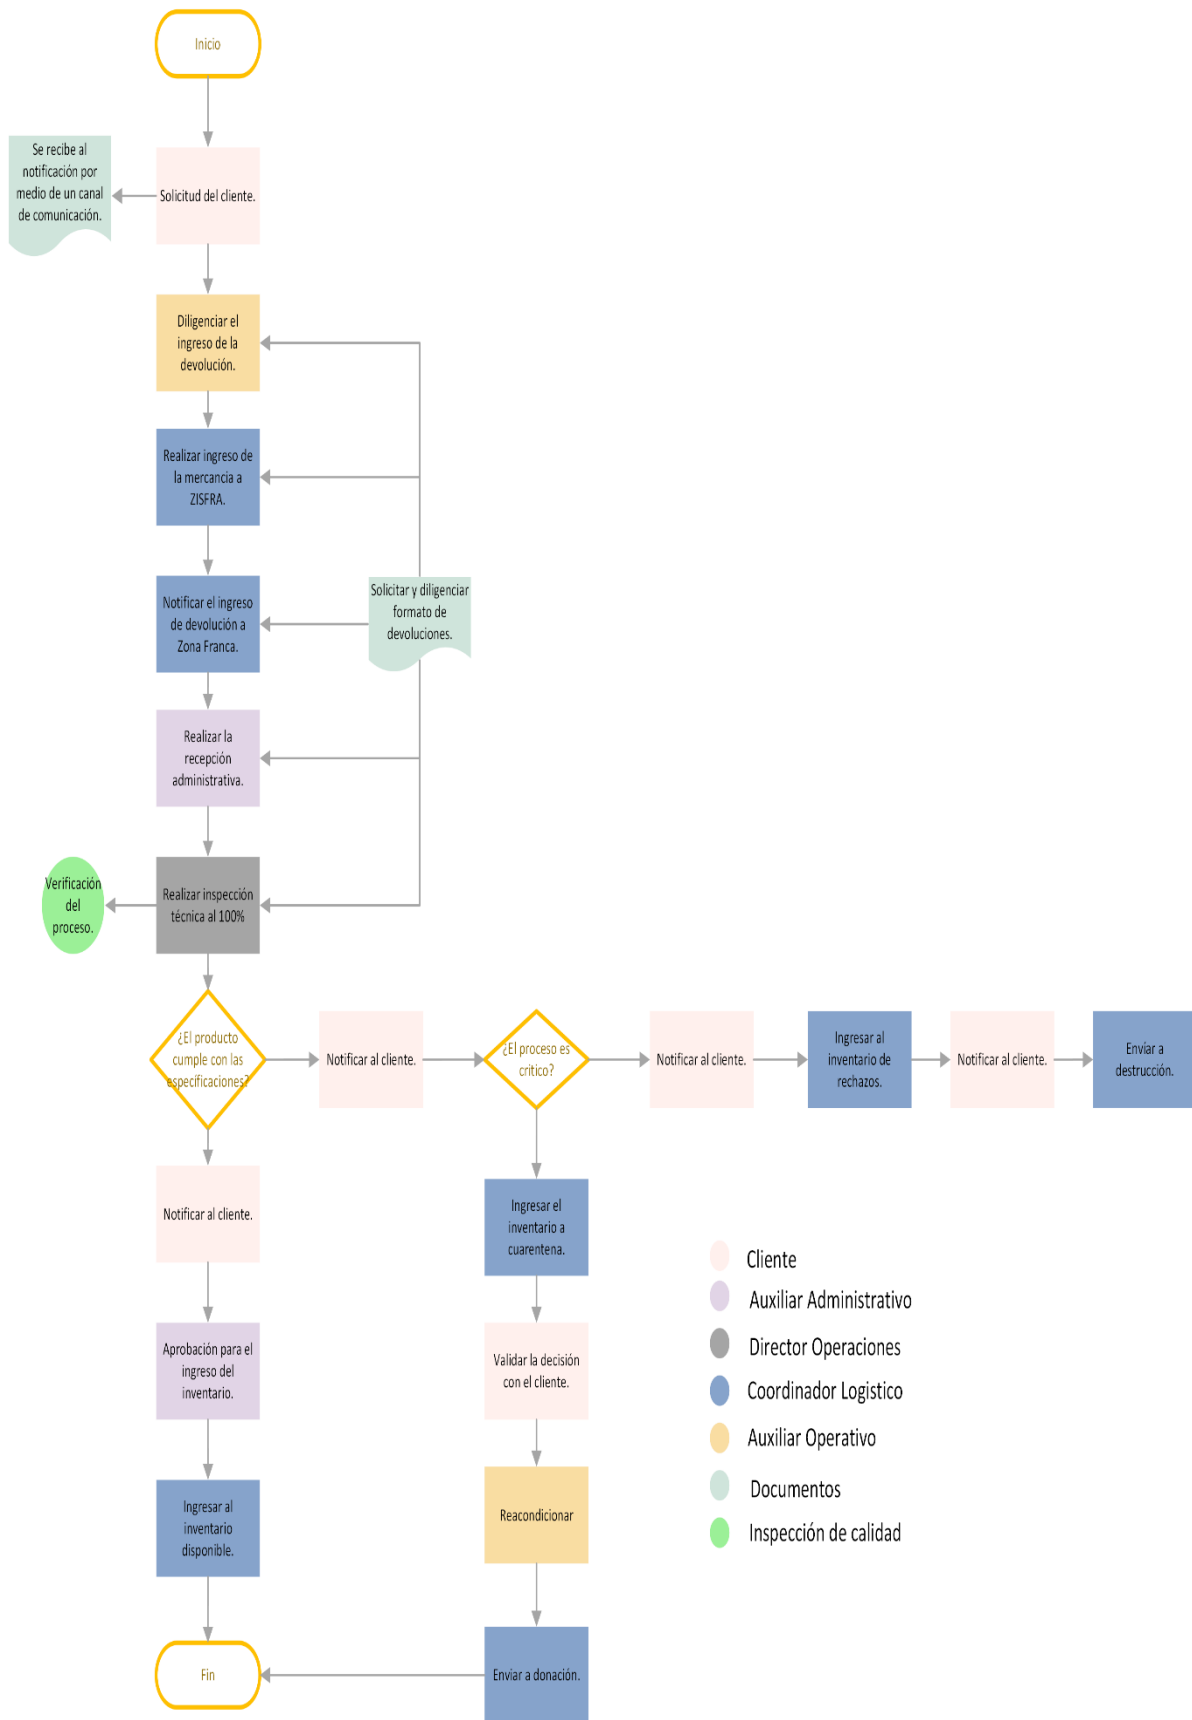 Inicio
Se recibe al
notificación por
medio de un canal
de comunicación.
Solicitud del cliente.
Diligenciar el
ingreso de la
devolución.
Realizar ingreso de
la mercancia a
ZISFRA.
Notificar el ingreso
de devolución a
Zona Franca.
Solicitar y diligenciar
formato de
devoluciones.
Realizar la
recepción
administrativa.
Verificación
del
proceso.
Realizar inspección
técnica al 100%
¿El producto
cumple con las
especificaciones?
Notificar al cliente.
¿El proceso es
critico?
Notificar al cliente.
Ingresar al
inventario de
rechazos.
Notificar al cliente.
Enviar a
destrucción.
Notificar al cliente.
Aprobación para el
ingreso del
inventario.
Ingresar al
inventario
disponible.
Fin
Ingresar el
inventario a
cuarentena.
Validar la decisión
con el cliente.
Reacondicionar
Enviar a donación.
Cliente
Auxiliar Administrativo
Director Operaciones
Coordinador Logistico
Auxiliar Operativo
Documentos
Inspección de calidad